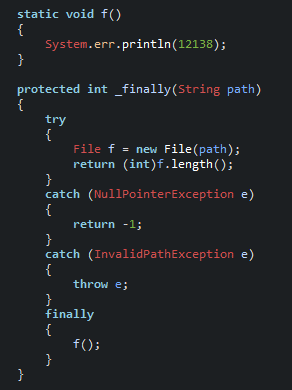 static void f()
{
    System.err.println(12138);
}

protected int _finally(String path)
{
    try
    {
        File f = new File(path);
        return (int)f.length();
    }
    catch (NullPointerException e)
    {
        return -1;
    }
    catch (InvalidPathException e)
    {
        throw e;
    }
    finally
    {
        f();
    }
}